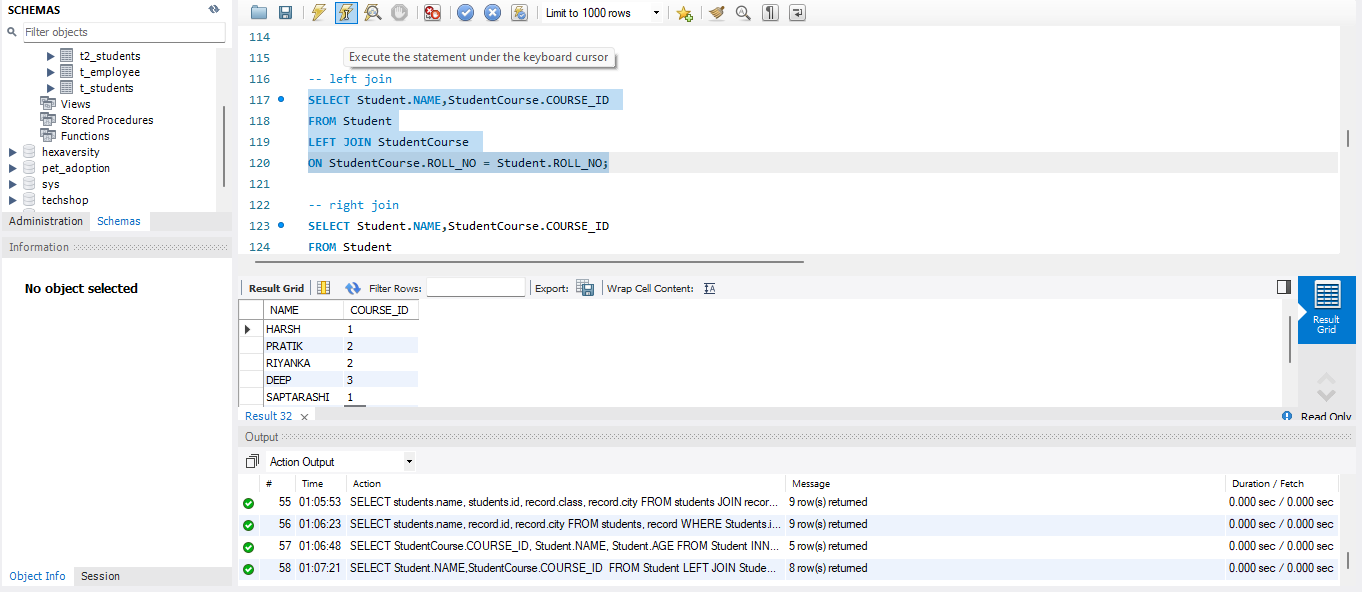 SCHEMAS
Filter objects
t2_students
t_employee
t_students
Views
Stored Procedures
Functions
hexaversity
pet_adoption
sys
techshop
Administration Schemas
Information
No object selected
Object Info Session
Limit to 1000 rows
Execute the statement under the keyboard cursor
114
115
116 -- left join
117 SELECT Student.NAME,StudentCourse.COURSE_ID
118 FROM Student
119 LEFT JOIN StudentCourse
120 ON StudentCourse.ROLL_NO = Student.ROLL_NO;
121
122 -- right join
123 SELECT Student.NAME,StudentCourse.COURSE_ID
124 FROM Student
Result Grid Filter Rows: Export: Wrap Cell Content:
NAME COURSE_ID
HARSH 1
PRATIK 2
RIYANKA 2
DEEP 3
SAPTARASHI 1
Result Grid
Result 32
Read Only
Output
Action Output
# Time Action Message Duration / Fetch
55 01:05:53 SELECT students.name, students.id, record.class, record.city FROM students JOIN recor... 9 row(s) returned 0.000 sec / 0.000 sec
56 01:06:23 SELECT students.name, record.id, record.city FROM students, record WHERE Students.i... 9 row(s) returned 0.000 sec / 0.000 sec
57 01:06:48 SELECT StudentCourse.COURSE_ID, Student.NAME, Student.AGE FROM Student INN... 5 row(s) returned 0.000 sec / 0.000 sec
58 01:07:21 SELECT Student.NAME,StudentCourse.COURSE_ID FROM Student LEFT JOIN Stude... 8 row(s) returned 0.000 sec / 0.000 sec